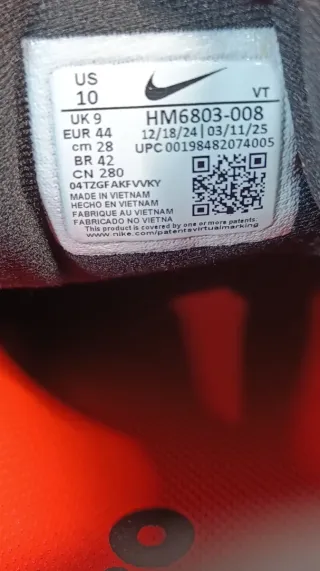 US
10
VT
UK 9
HM6803-008
EUR 44
12/18/24 | 03/11/25
cm 28
UPC 00198482074005
BR 42
CN 280
04TZGFAKFVVKY
MADE IN VIETNAM
HECHO EN VIETNAM
FABRIQUE AU VIETNAM
FABRICADO NO VIETNA
This product is covered by one or more patents.
www.nike.com/patentsvirtualmarking